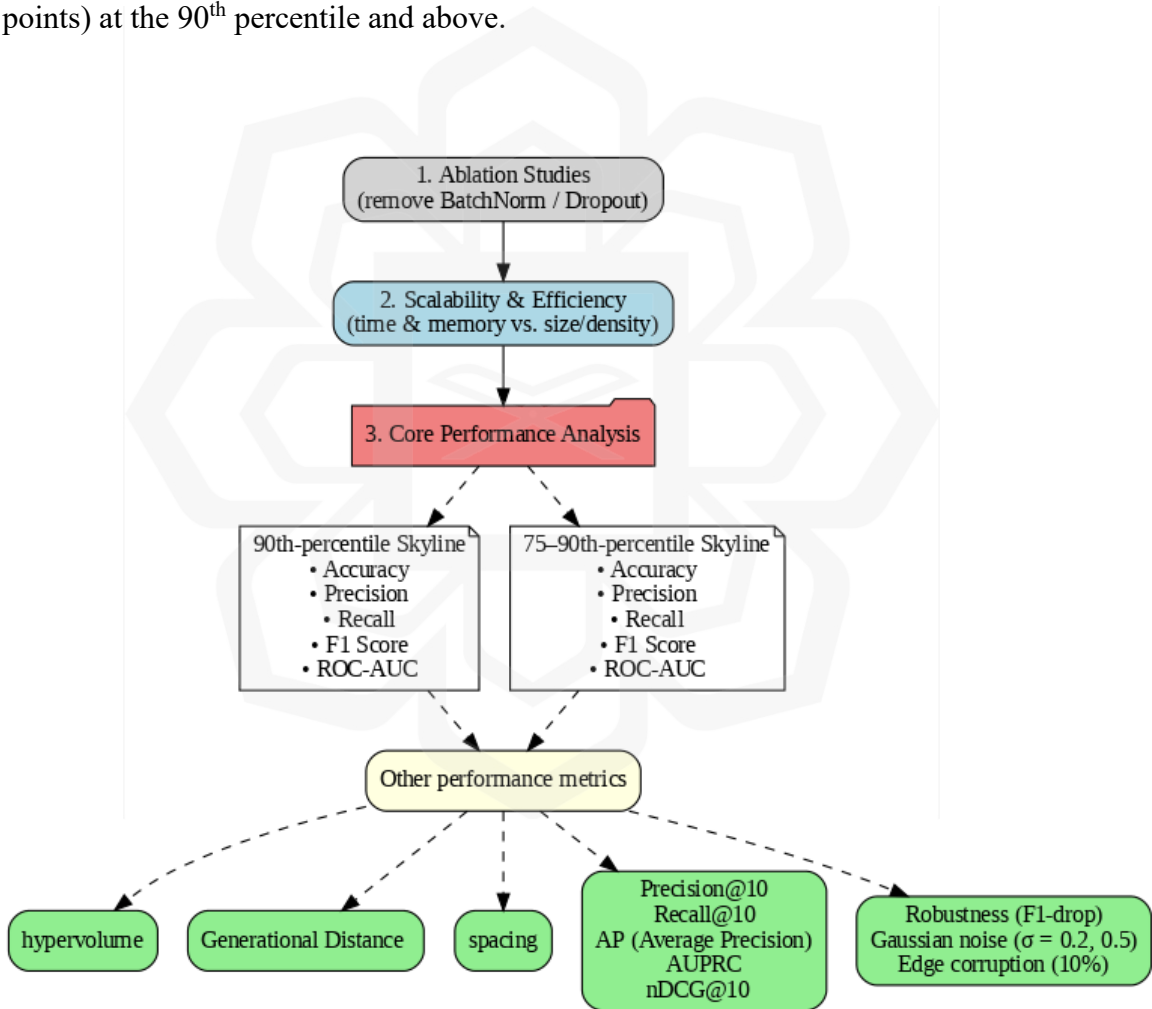 points) at the 90th percentile and above.
1. Ablation Studies
(remove BatchNorm / Dropout)
2. Scalability & Efficiency
(time & memory vs. size/density)
3. Core Performance Analysis
90th-percentile Skyline
• Accuracy
• Precision
• Recall
• F1 Score
• ROC-AUC
75–90th-percentile Skyline
• Accuracy
• Precision
• Recall
• F1 Score
• ROC-AUC
Other performance metrics
hypervolume
Generational Distance
spacing
Precision@10
Recall@10
AP (Average Precision)
AUPRC
nDCG@10
Robustness (F1-drop)
Gaussian noise (σ = 0.2, 0.5)
Edge corruption (10%)